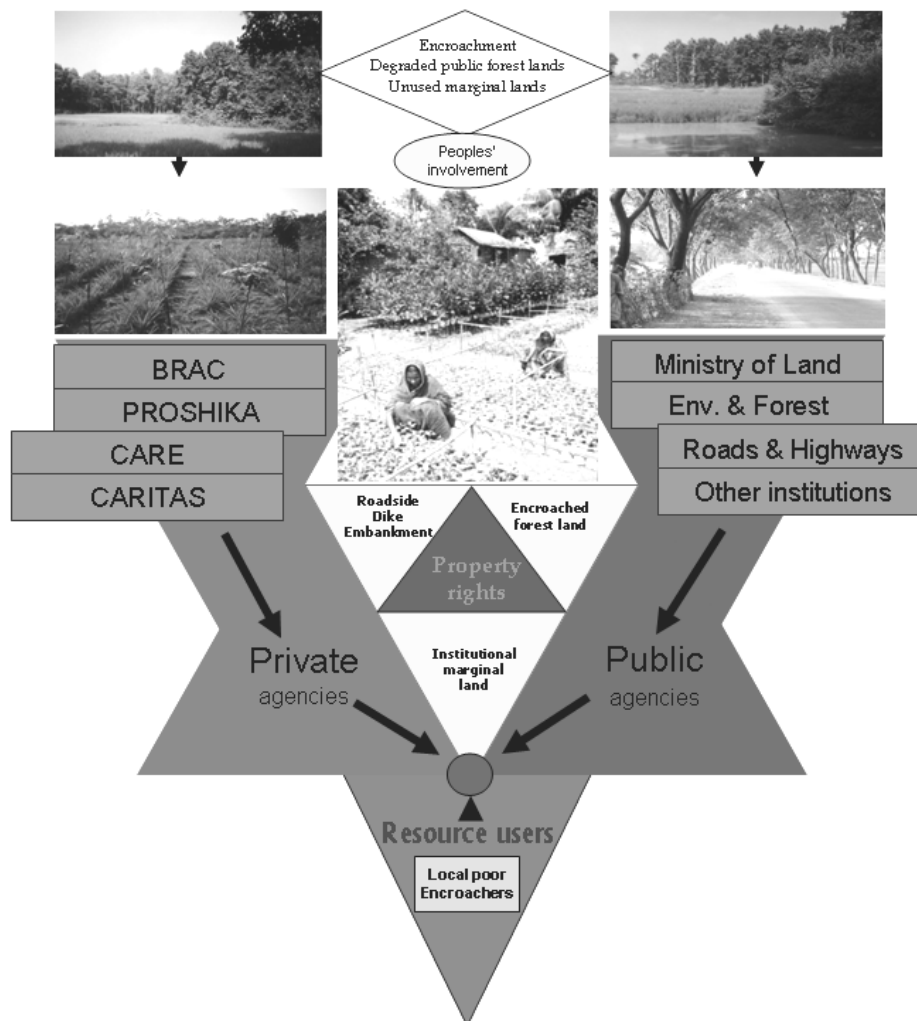 Encroachment
Degraded public forest lands
Unused marginal lands
Peoples'
involvement
BRAC
PROSHIKA
CARE
CARITAS
Ministry of Land
Env. & Forest
Roads & Highways
Other institutions
Roadside
Dike
Embankment
Encroached
forest land
Property
rights
Institutional
marginal
land
Private
agencies
Public
agencies
Resource users
Local poor
Encroachers